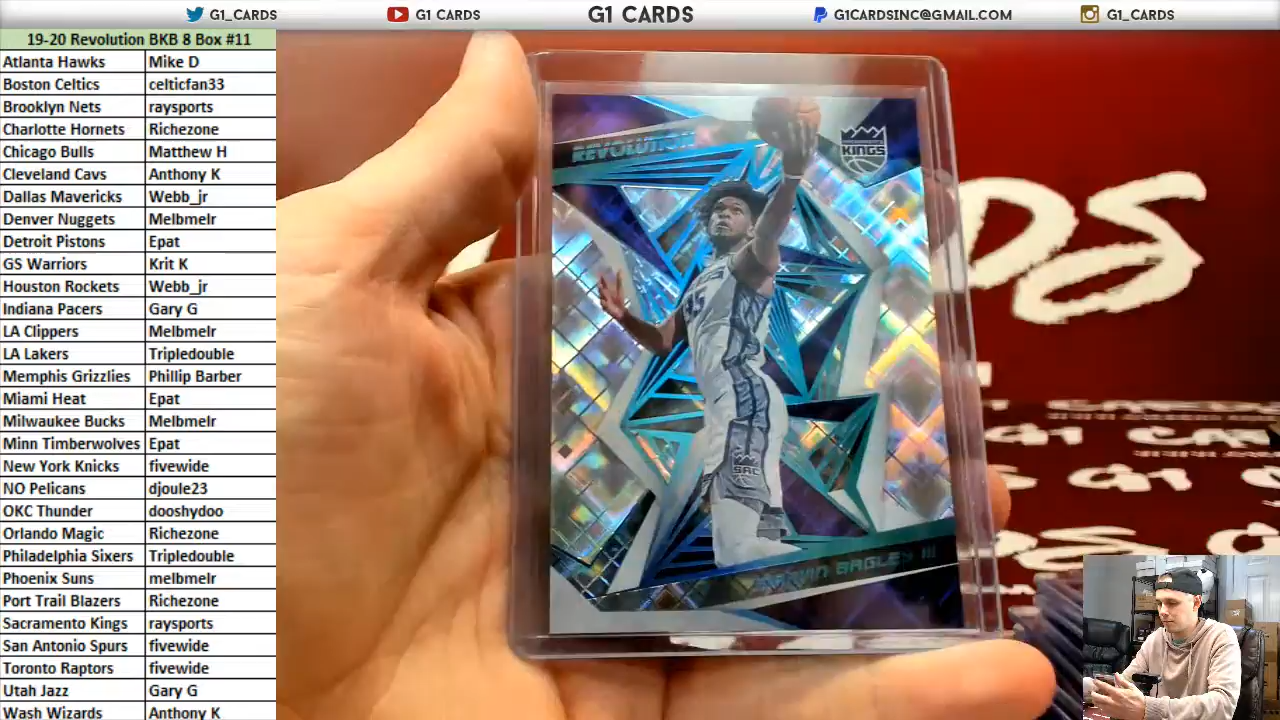 G1_CARDS
G1 CARDS
G1 CARDS
G1CARDSINC@GMAIL.COM
G1_CARDS
19-20 Revolution BKB 8 Box #11
Atlanta Hawks Mike D
Boston Celtics celticfan33
Brooklyn Nets raysports
Charlotte Hornets Richezone
Chicago Bulls Matthew H
Cleveland Cavs Anthony K
Dallas Mavericks Webb_jr
Denver Nuggets Melbmelr
Detroit Pistons Epat
GS Warriors Krit K
Houston Rockets Webb_jr
Indiana Pacers Gary G
LA Clippers Melbmelr
LA Lakers Tripledouble
Memphis Grizzlies Phillip Barber
Miami Heat Epat
Milwaukee Bucks Melbmelr
Minn Timberwolves Epat
New York Knicks fivewide
NO Pelicans djoule23
OKC Thunder dooshydoo
Orlando Magic Richezone
Philadelphia Sixers Tripledouble
Phoenix Suns melbmelr
Port Trail Blazers Richezone
Sacramento Kings raysports
San Antonio Spurs fivewide
Toronto Raptors fivewide
Utah Jazz Gary G
Wash Wizards Anthony K
REVOLUTION
KINGS
SAC
BAGLEY III
DS
G1